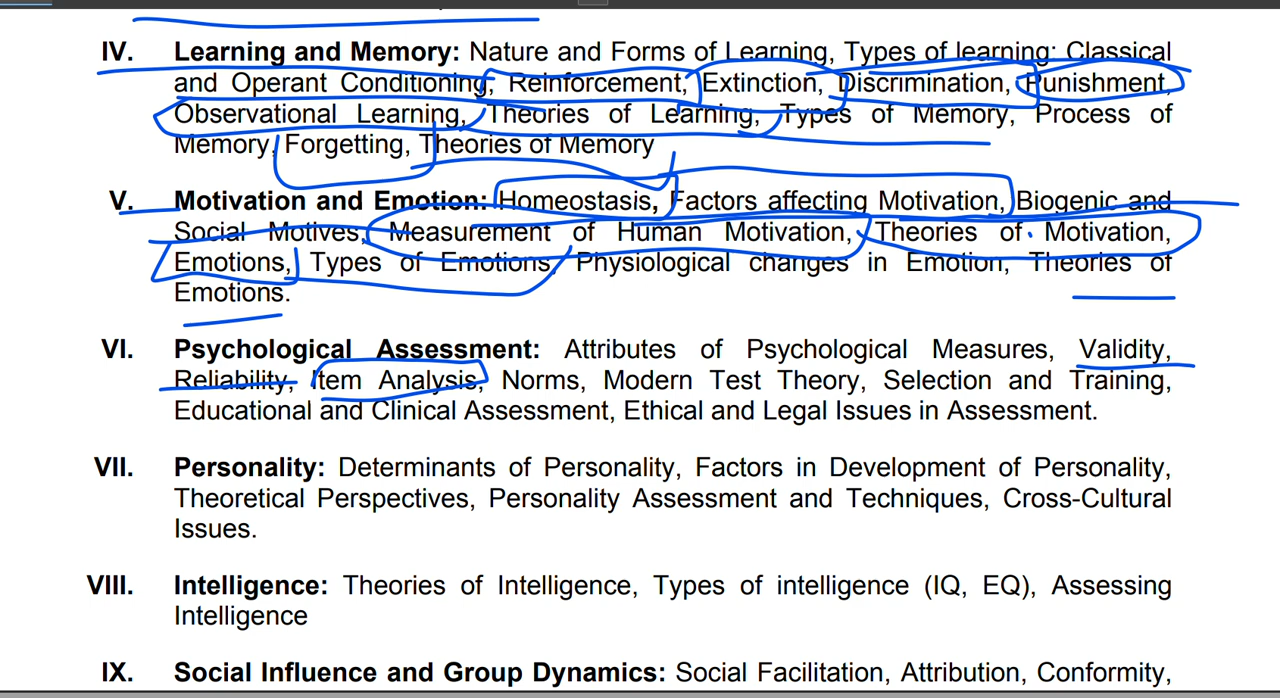 IV. Learning and Memory: Nature and Forms of Learning, Types of learning: Classical
and Operant Conditioning, Reinforcement, Extinction, Discrimination, Punishment,
Observational Learning, Theories of Learning, Types of Memory, Process of
Memory, Forgetting, Theories of Memory
V. Motivation and Emotion: Homeostasis, Factors affecting Motivation, Biogenic and
Social Motives, Measurement of Human Motivation, Theories of Motivation,
Emotions, Types of Emotions, Physiological changes in Emotion, Theories of
Emotions.
VI. Psychological Assessment: Attributes of Psychological Measures, Validity,
Reliability, Item Analysis, Norms, Modern Test Theory, Selection and Training,
Educational and Clinical Assessment, Ethical and Legal Issues in Assessment.
VII. Personality: Determinants of Personality, Factors in Development of Personality,
Theoretical Perspectives, Personality Assessment and Techniques, Cross-Cultural
Issues.
VIII. Intelligence: Theories of Intelligence, Types of intelligence (IQ, EQ), Assessing
Intelligence
IX. Social Influence and Group Dynamics: Social Facilitation, Attribution, Conformity,